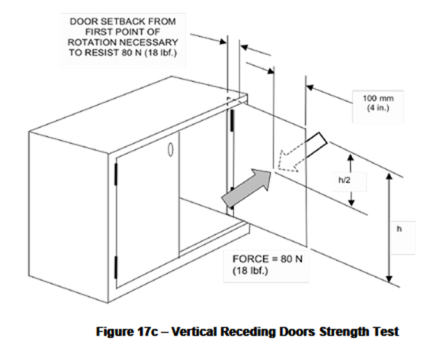 DOOR SETBACK FROM
FIRST POINT OF
ROTATION NECESSARY
TO RESIST 80 N (18 lbf.)
100 mm
(4 in.)
h/2
h
FORCE = 80 N
(18 lbf.)
Figure 17c – Vertical Receding Doors Strength Test